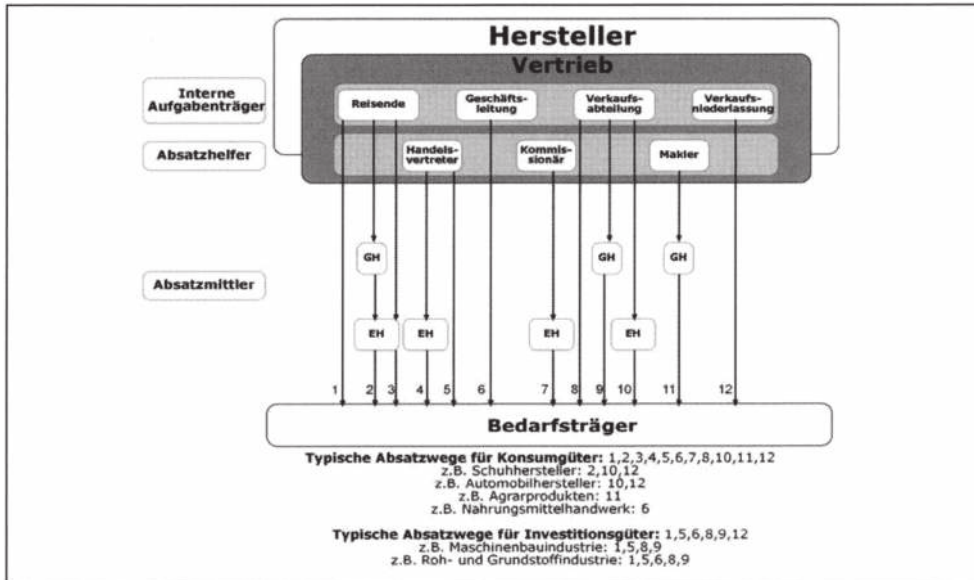 Hersteller
Vertrieb
Interne
Aufgabenträger
Reisende
Geschäfts-
leitung
Verkaufs-
abteilung
Verkaufs-
niederlassung
Absatzhelfer
Handels-
vertreter
Kommis-
sionär
Makler
GH
GH
GH
Absatzmittler
EH
EH
EH
EH
1
2
3
4
5
6
7
8
9
10
11
12
Bedarfsträger
Typische Absatzwege für Konsumgüter: 1,2,3,4,5,6,7,8,10,11,12
z.B. Schuhhersteller: 2,10,12
z.B. Automobilhersteller: 10,12
z.B. Agrarprodukten: 11
z.B. Nahrungsmittelhandwerk: 6
Typische Absatzwege für Investitionsgüter: 1,5,6,8,9,12
z.B. Maschinenbauindustrie: 1,5,8,9
z.B. Roh- und Grundstoffindustrie: 1,5,6,8,9